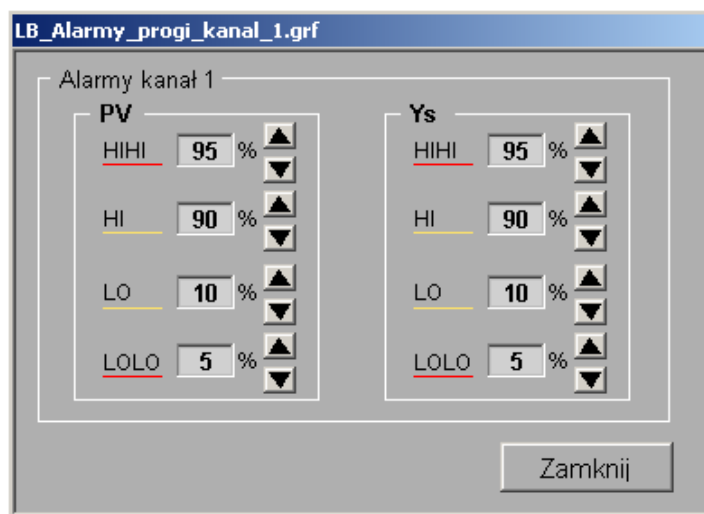 LB_Alarmy_progi_kanal_1.grf
Alarmy kanał 1
PV
HIHI 95 %
HI 90 %
LO 10 %
LOLO 5 %
Ys
HIHI 95 %
HI 90 %
LO 10 %
LOLO 5 %
Zamknij